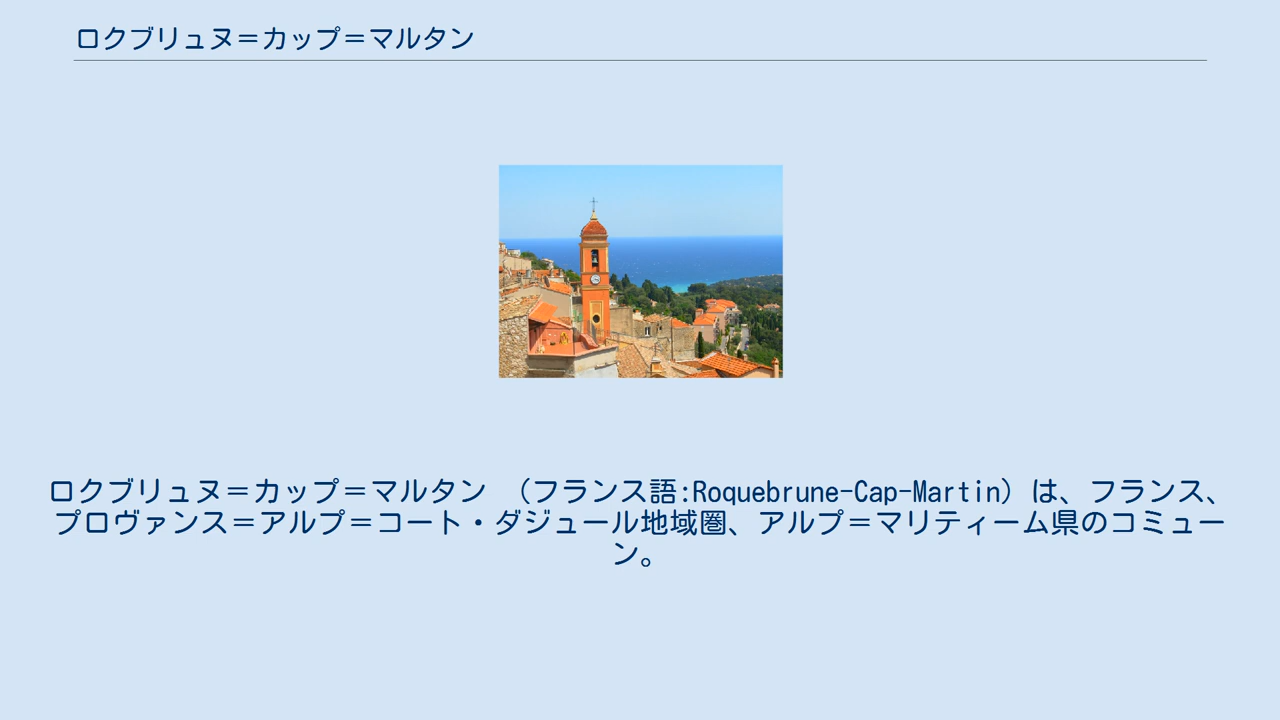 ロクブリュヌ＝カップ＝マルタン
ロクブリュヌ＝カップ＝マルタン （フランス語:Roquebrune-Cap-Martin）は、フランス、
プロヴァンス＝アルプ＝コート・ダジュール地域圏、アルプ＝マリティーム県のコミュー
ン。